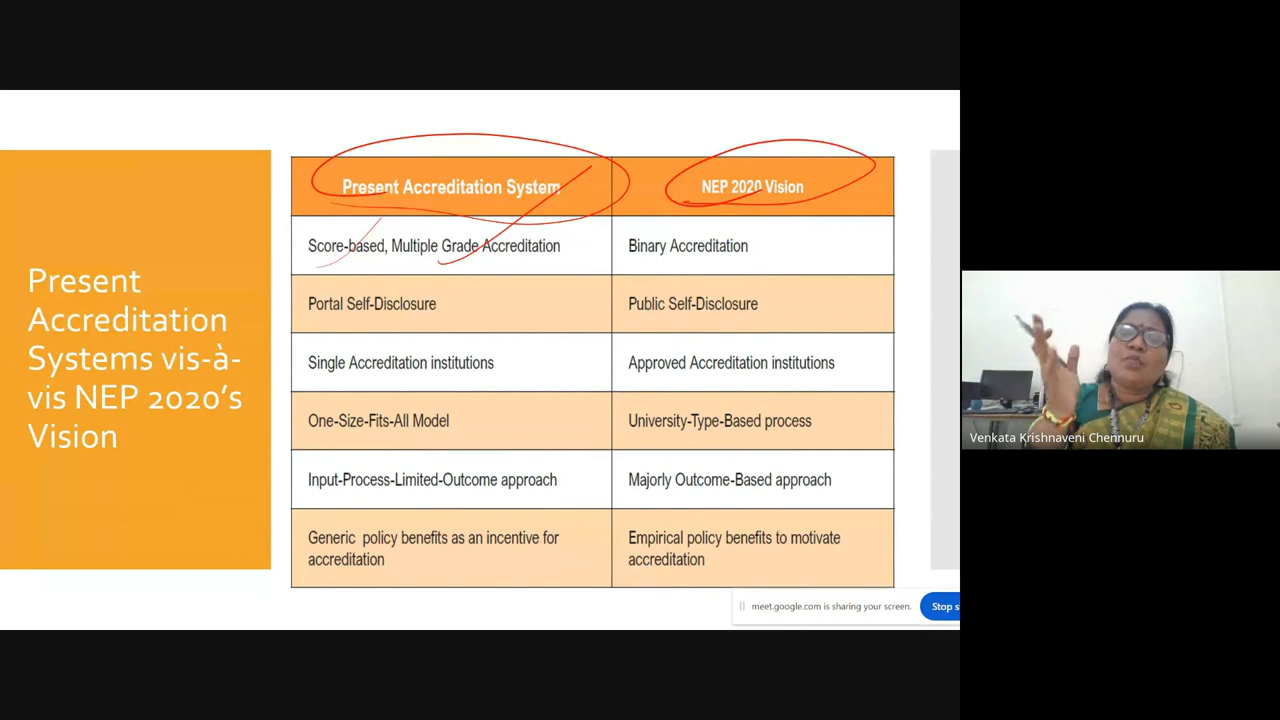 Present
Accreditation
Systems vis-à-
vis NEP 2020's
Vision
Present Accreditation System
NEP 2020 Vision
Score-based, Multiple Grade Accreditation
Binary Accreditation
Portal Self-Disclosure
Public Self-Disclosure
Single Accreditation institutions
Approved Accreditation institutions
One-Size-Fits-All Model
University-Type-Based process
Input-Process-Limited-Outcome approach
Majorly Outcome-Based approach
Generic policy benefits as an incentive for
accreditation
Empirical policy benefits to motivate
accreditation
meet.google.com is sharing your screen.
Stop s
Venkata Krishnaveni Chennuru